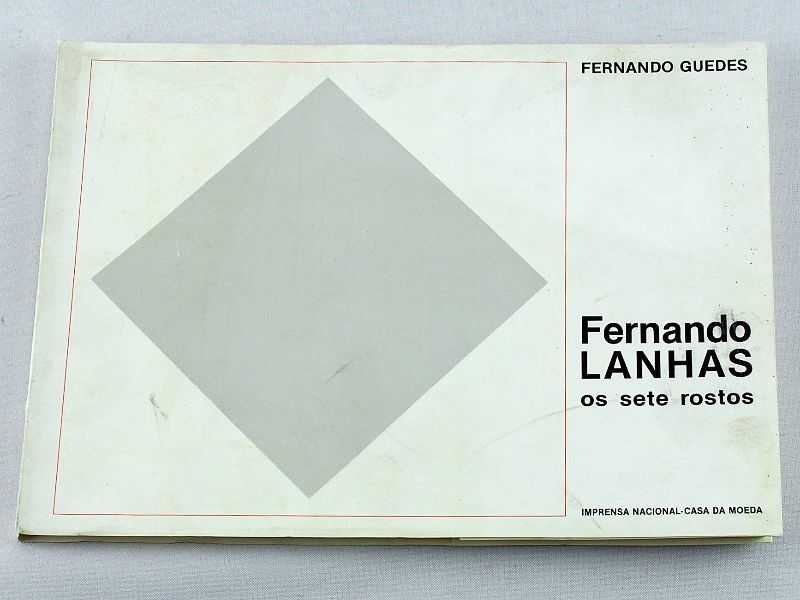 FERNANDO GUEDES
Fernando
LANHAS
os sete rostos
IMPRENSA NACIONAL-CASA DA MOEDA